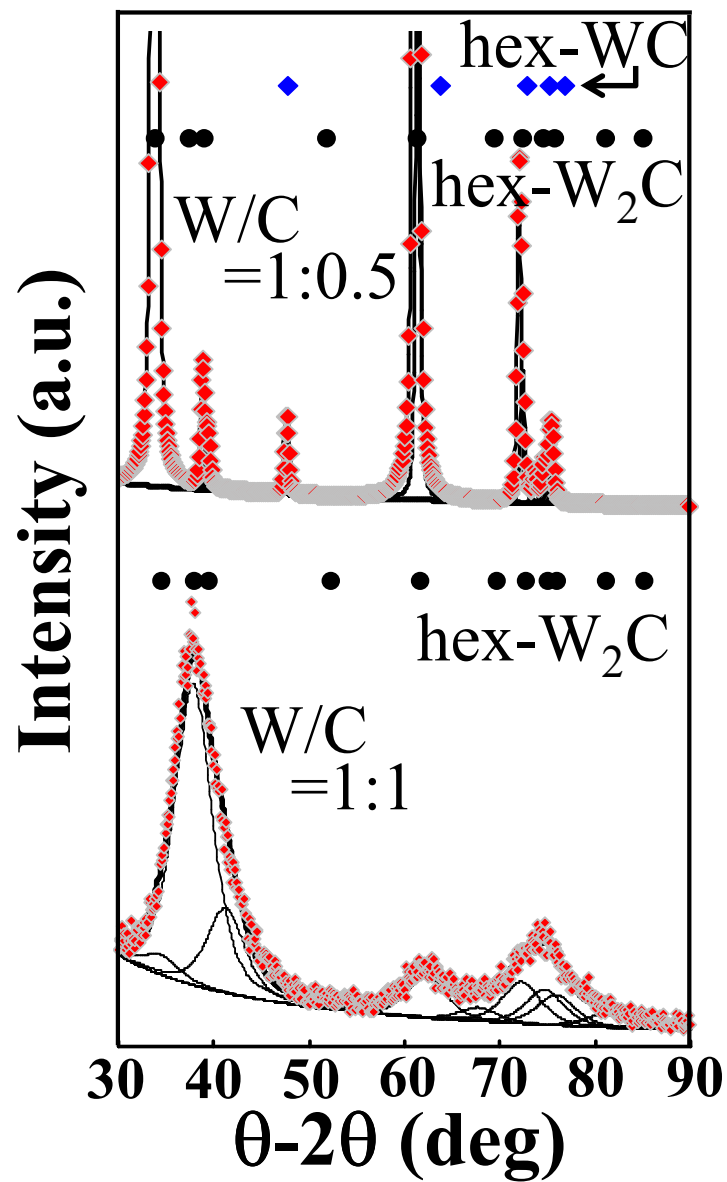 hex-WC
hex-W₂C
W/C
=1:0.5
hex-W₂C
W/C
=1:1
Intensity (a.u.)
30 40 50 60 70 80 90
θ-2θ (deg)